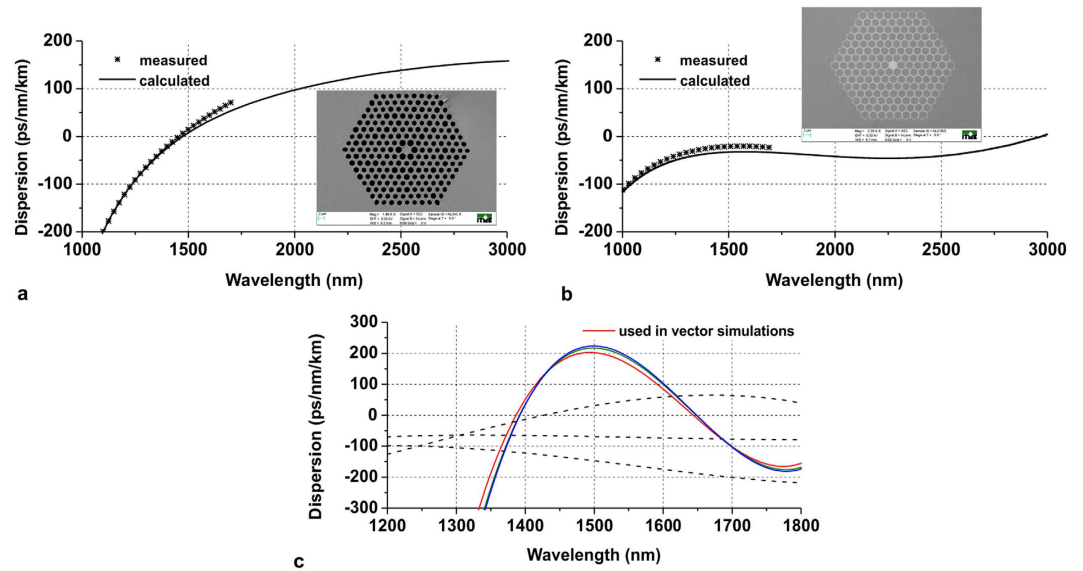 200
100
0
-100
-200
Dispersion (ps/nm/km)
measured
calculated
1000 1500 2000 2500 3000
Wavelength (nm)
a
200
100
0
-100
-200
Dispersion (ps/nm/km)
measured
calculated
1000 1500 2000 2500 3000
Wavelength (nm)
b
300
200
100
0
-100
-200
-300
Dispersion (ps/nm/km)
used in vector simulations
1200 1300 1400 1500 1600 1700 1800
Wavelength (nm)
c